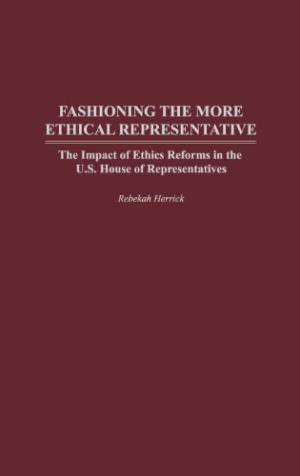 FASHIONING THE MORE
ETHICAL REPRESENTATIVE
The Impact of Ethics Reforms in the
U.S. House of Representatives
Rebekah Herrick